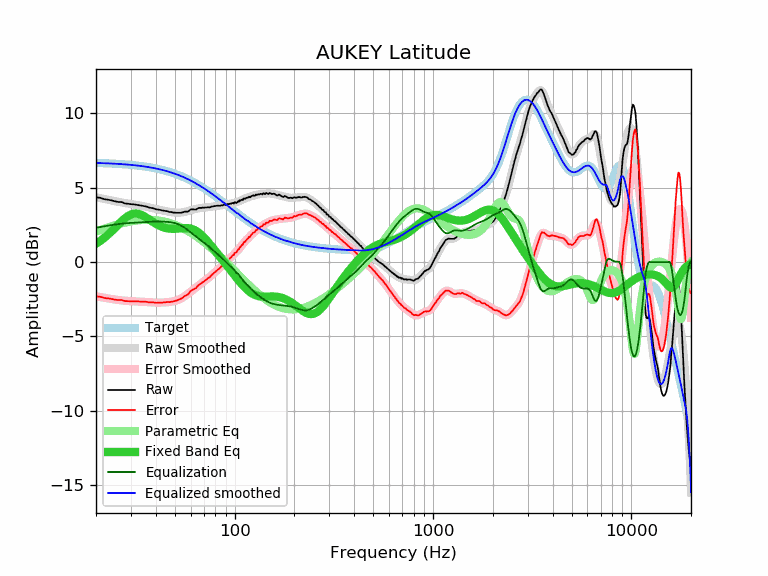 AUKEY Latitude
Amplitude (dBr)
10
5
0
−5
−10
−15
Target
Raw Smoothed
Error Smoothed
Raw
Error
Parametric Eq
Fixed Band Eq
Equalization
Equalized smoothed
100
1000
10000
Frequency (Hz)